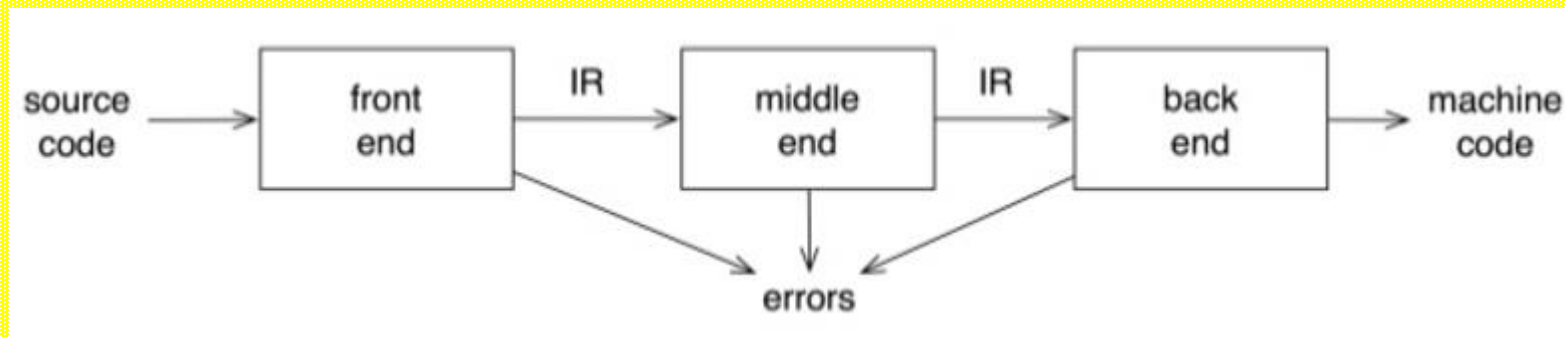 source
code
front
end
IR
middle
end
IR
back
end
machine
code
errors